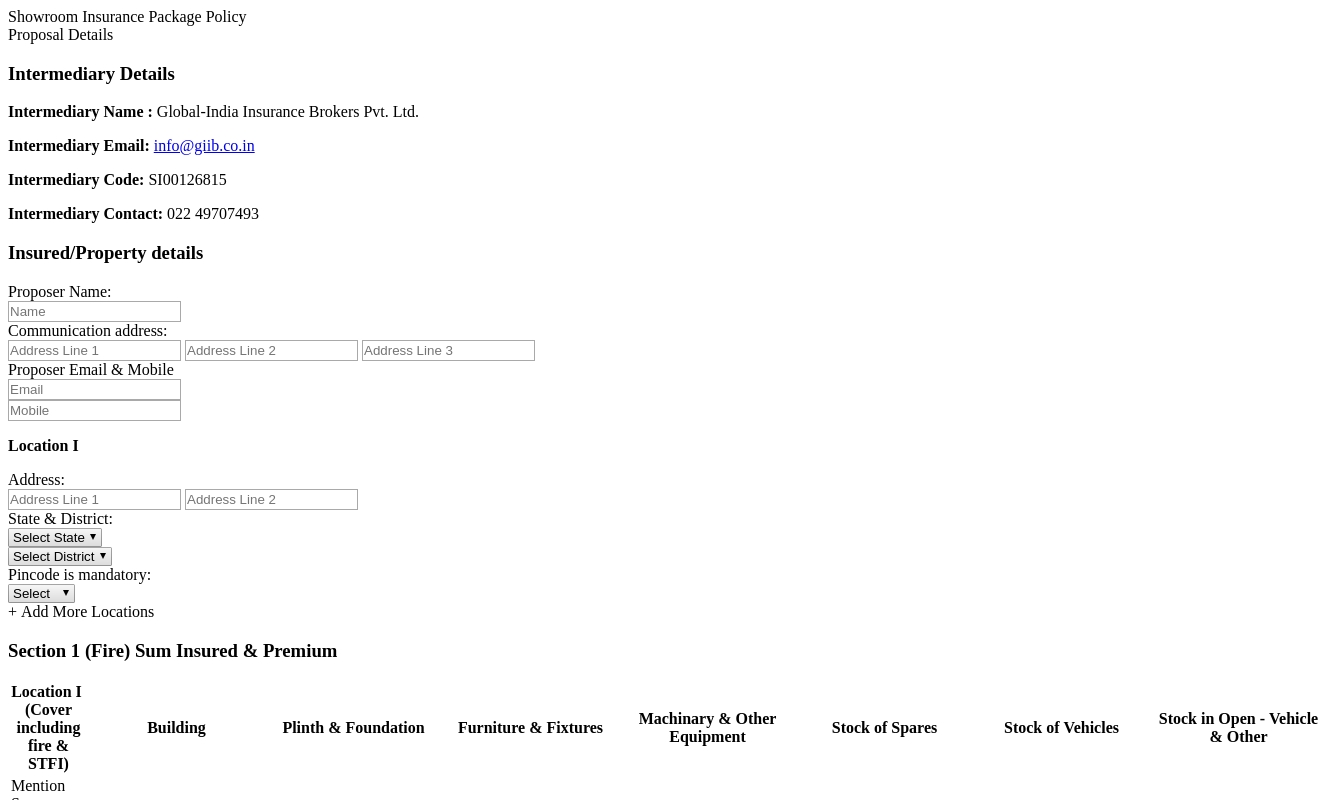 Showroom Insurance Package Policy
Proposal Details
Intermediary Details
Intermediary Name : Global-India Insurance Brokers Pvt. Ltd.
Intermediary Email: info@giib.co.in
Intermediary Code: SI00126815
Intermediary Contact: 022 49707493
Insured/Property details
Proposer Name:
Name
Communication address:
Address Line 1 Address Line 2 Address Line 3
Proposer Email & Mobile
Email
Mobile
Location I
Address:
Address Line 1 Address Line 2
State & District:
Select State
Select District
Pincode is mandatory:
Select
+ Add More Locations
Section 1 (Fire) Sum Insured & Premium
Location I
(Cover
including
fire &
STFI)
Building
Plinth & Foundation
Furniture & Fixtures
Machinary & Other
Equipment
Stock of Spares
Stock of Vehicles
Stock in Open - Vehicle
& Other
Mention